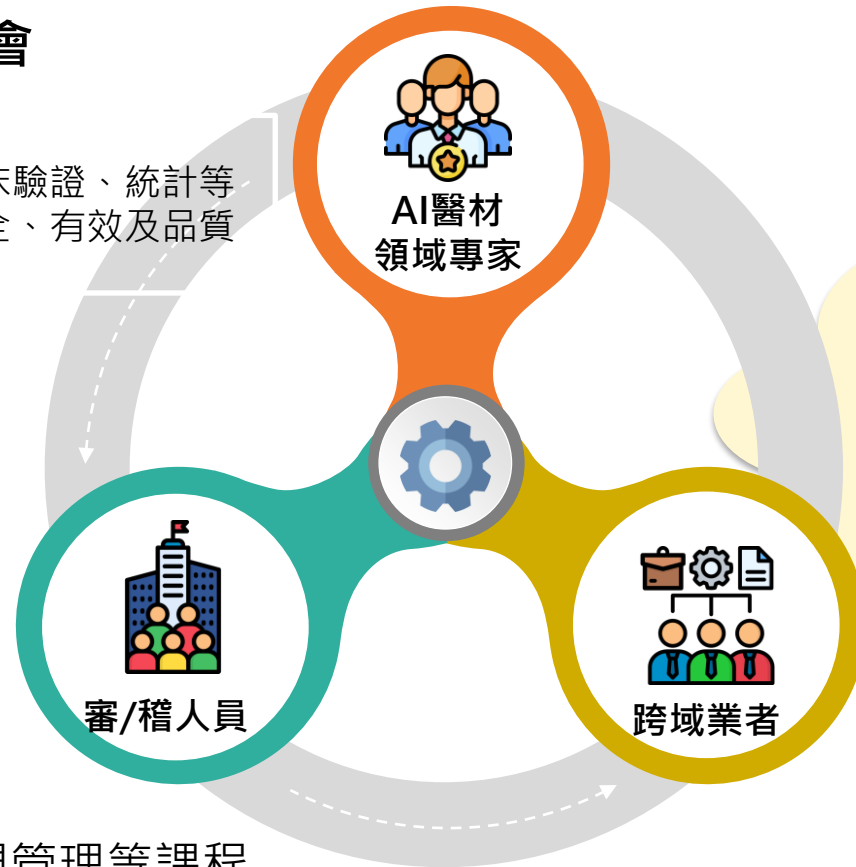 會
床驗證、統計等
全、有效及品質
AI醫材
領域專家
審/稽人員
跨域業者
期管理等課程